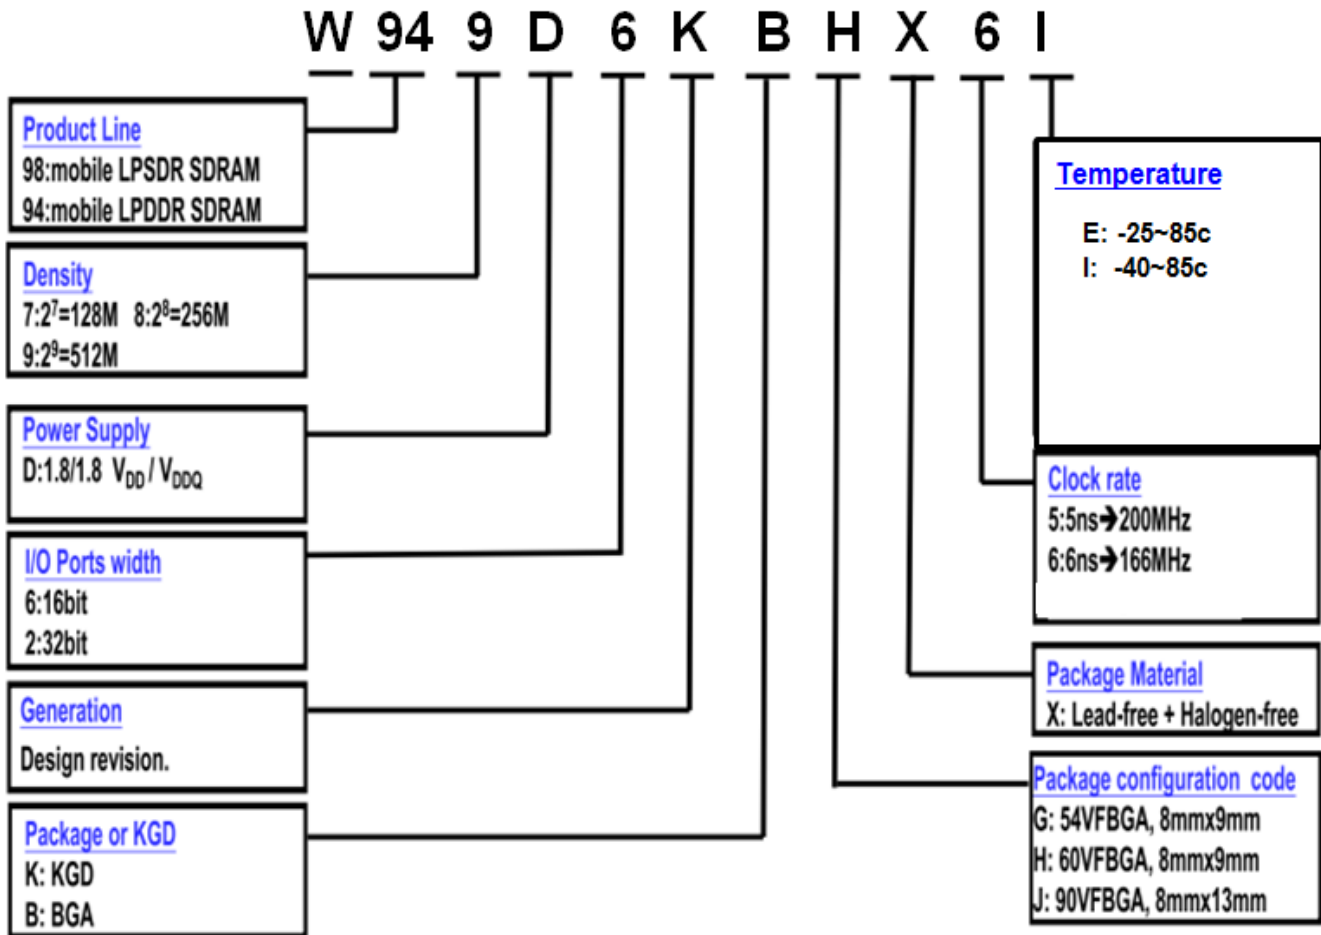 W 94 9 D 6 K B H X 6 I
Product Line
98:mobile LPSDR SDRAM
94:mobile LPDDR SDRAM
Density
7:2⁷=128M 8:2⁸=256M
9:2⁹=512M
Power Supply
D:1.8/1.8 V_DD / V_DDQ
I/O Ports width
6:16bit
2:32bit
Generation
Design revision.
Package or KGD
K: KGD
B: BGA
Temperature
E: -25~85c
I: -40~85c
Clock rate
5:5ns➔200MHz
6:6ns➔166MHz
Package Material
X: Lead-free + Halogen-free
Package configuration code
G: 54VFBGA, 8mmx9mm
H: 60VFBGA, 8mmx9mm
J: 90VFBGA, 8mmx13mm